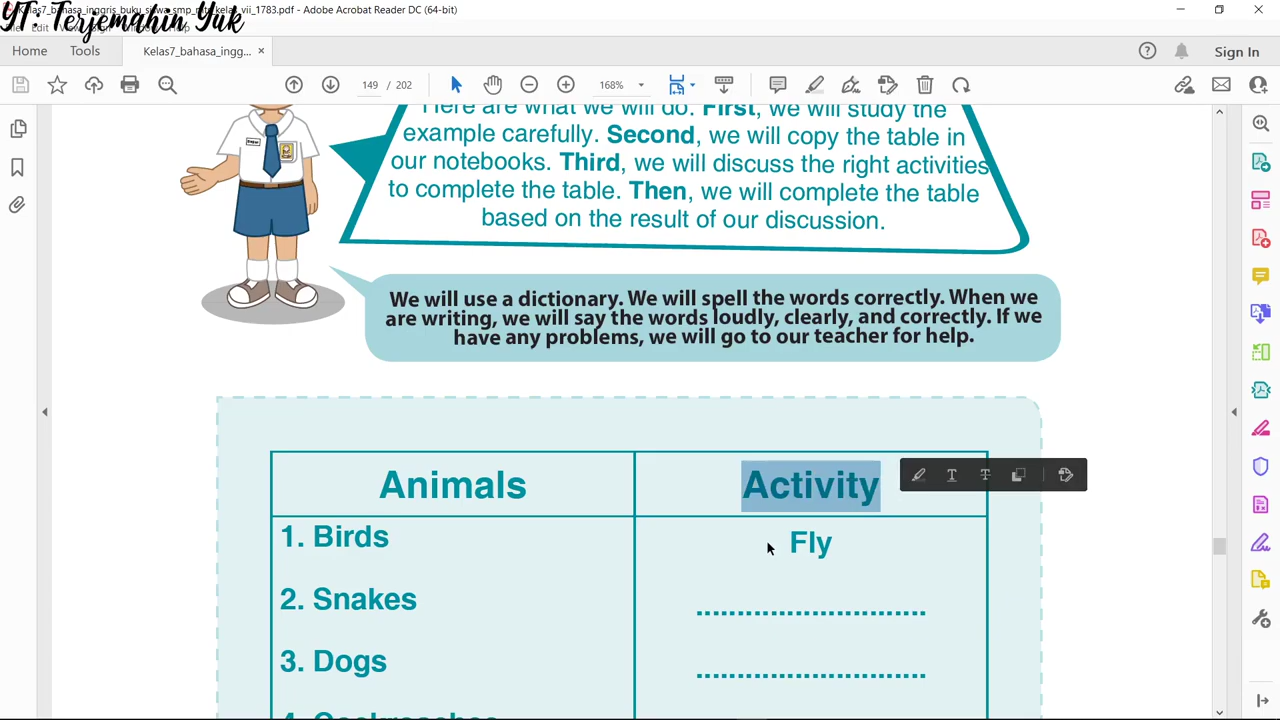 YT: Terjemahin Yuk
s7_bahasa_inggris_buku_siswa_smp_mts_kelas_vii_1783.pdf - Adobe Acrobat Reader DC (64-bit)
Home
Tools
Kelas7_bahasa_ingg...
Sign In
149 / 202
168%
Here are what we will do. First, we will study the
example carefully. Second, we will copy the table in
our notebooks. Third, we will discuss the right activities
to complete the table. Then, we will complete the table
based on the result of our discussion.
We will use a dictionary. We will spell the words correctly. When we
are writing, we will say the words loudly, clearly, and correctly. If we
have any problems, we will go to our teacher for help.
Animals
Activity
1. Birds
Fly
2. Snakes
............................
3. Dogs
............................
4. Cockroaches